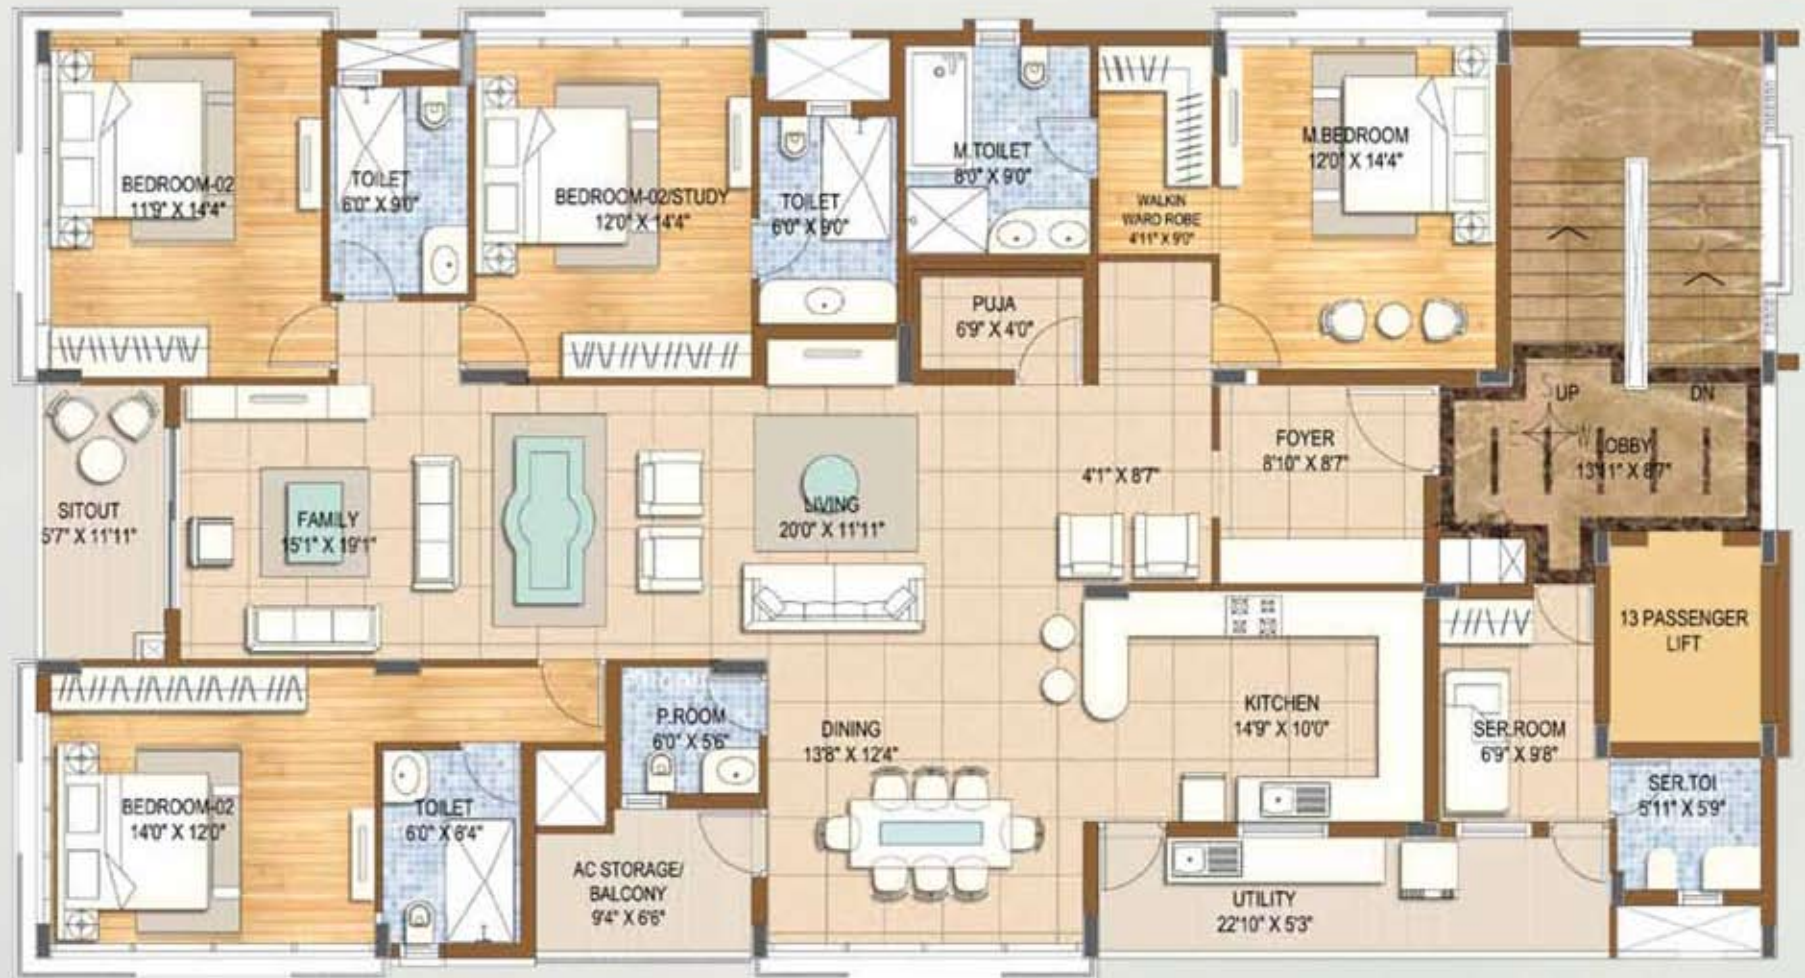 BEDROOM-02
11'9" X 14'4"
TOILET
6'0" X 9'0"
BEDROOM-02/STUDY
12'0" X 14'4"
TOILET
6'0" X 9'0"
M.TOILET
8'0" X 9'0"
WALKIN
WARD ROBE
4'11" X 9'0"
M.BEDROOM
12'0" X 14'4"
PUJA
6'9" X 4'0"
SITOUT
5'7" X 11'11"
FAMILY
15'1" X 19'1"
LIVING
20'0" X 11'11"
4'1" X 8'7"
FOYER
8'10" X 8'7"
UP
DN
LOBBY
13'11" X 8'7"
13 PASSENGER
LIFT
BEDROOM-02
14'0" X 12'0"
TOILET
6'0" X 8'4"
P.ROOM
6'0" X 5'6"
AC STORAGE/
BALCONY
9'4" X 6'6"
DINING
13'8" X 12'4"
KITCHEN
14'9" X 10'0"
SER.ROOM
6'9" X 9'8"
SER.TOI
5'11" X 5'9"
UTILITY
22'10" X 5'3"